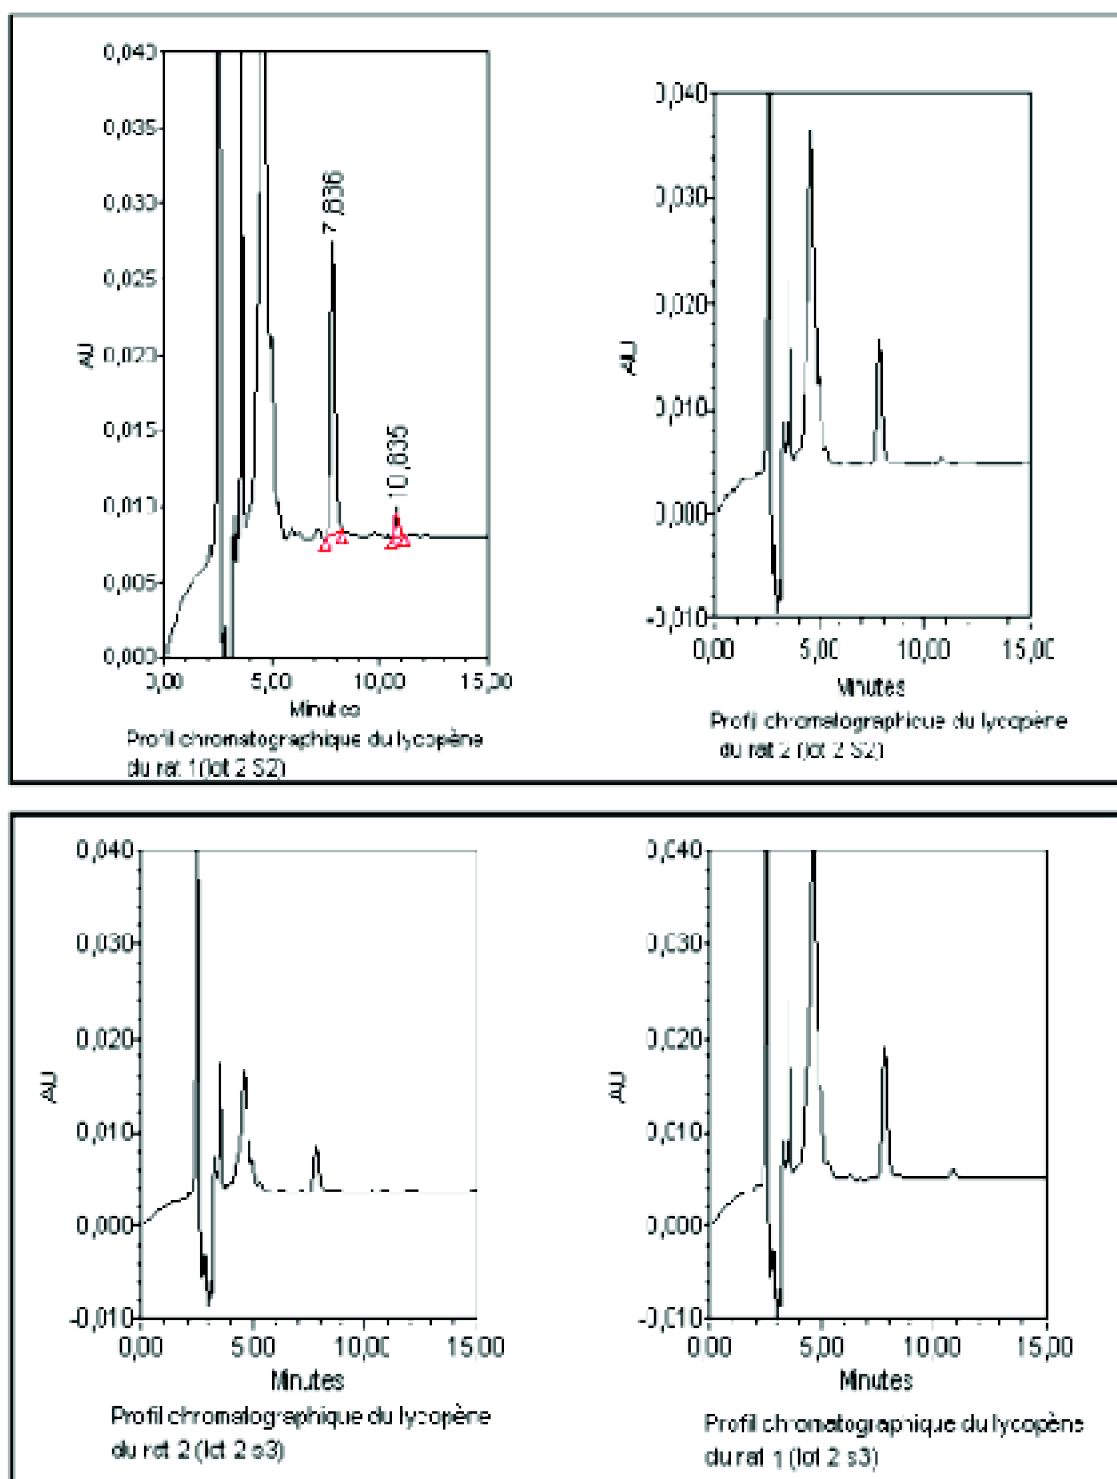 0,040
0,035
0,030
0,025
0,020
0,015
0,010
0,005
0,000
AU
7,836
10,835
0,00 5,00 10,00 15,00
Minutes
Profil chromatographique du lycopène
du rat 1(lot 2 S2)
0,040
0,030
0,020
0,010
0,000
-0,010
AU
0,00 5,00 10,00 15,00
Minutes
Profil chromatographique du lycopène
du rat 2 (lot 2 S2)
0,040
0,030
0,020
0,010
0,000
-0,010
AU
0,00 5,00 10,00 15,00
Minutes
Profil chromatographique du lycopène
du rat 2 (lot 2 s3)
0,040
0,030
0,020
0,010
0,000
-0,010
AU
0,00 5,00 10,00 15,00
Minutes
Profil chromatographique du lycopène
du rat 1 (lot 2 s3)